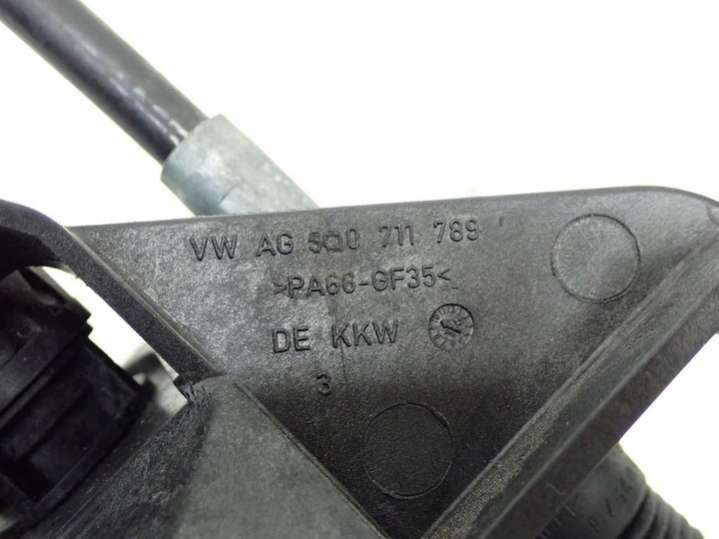 VW AG 5Q0 711 789
>PA66-GF35<
DE KKW
3